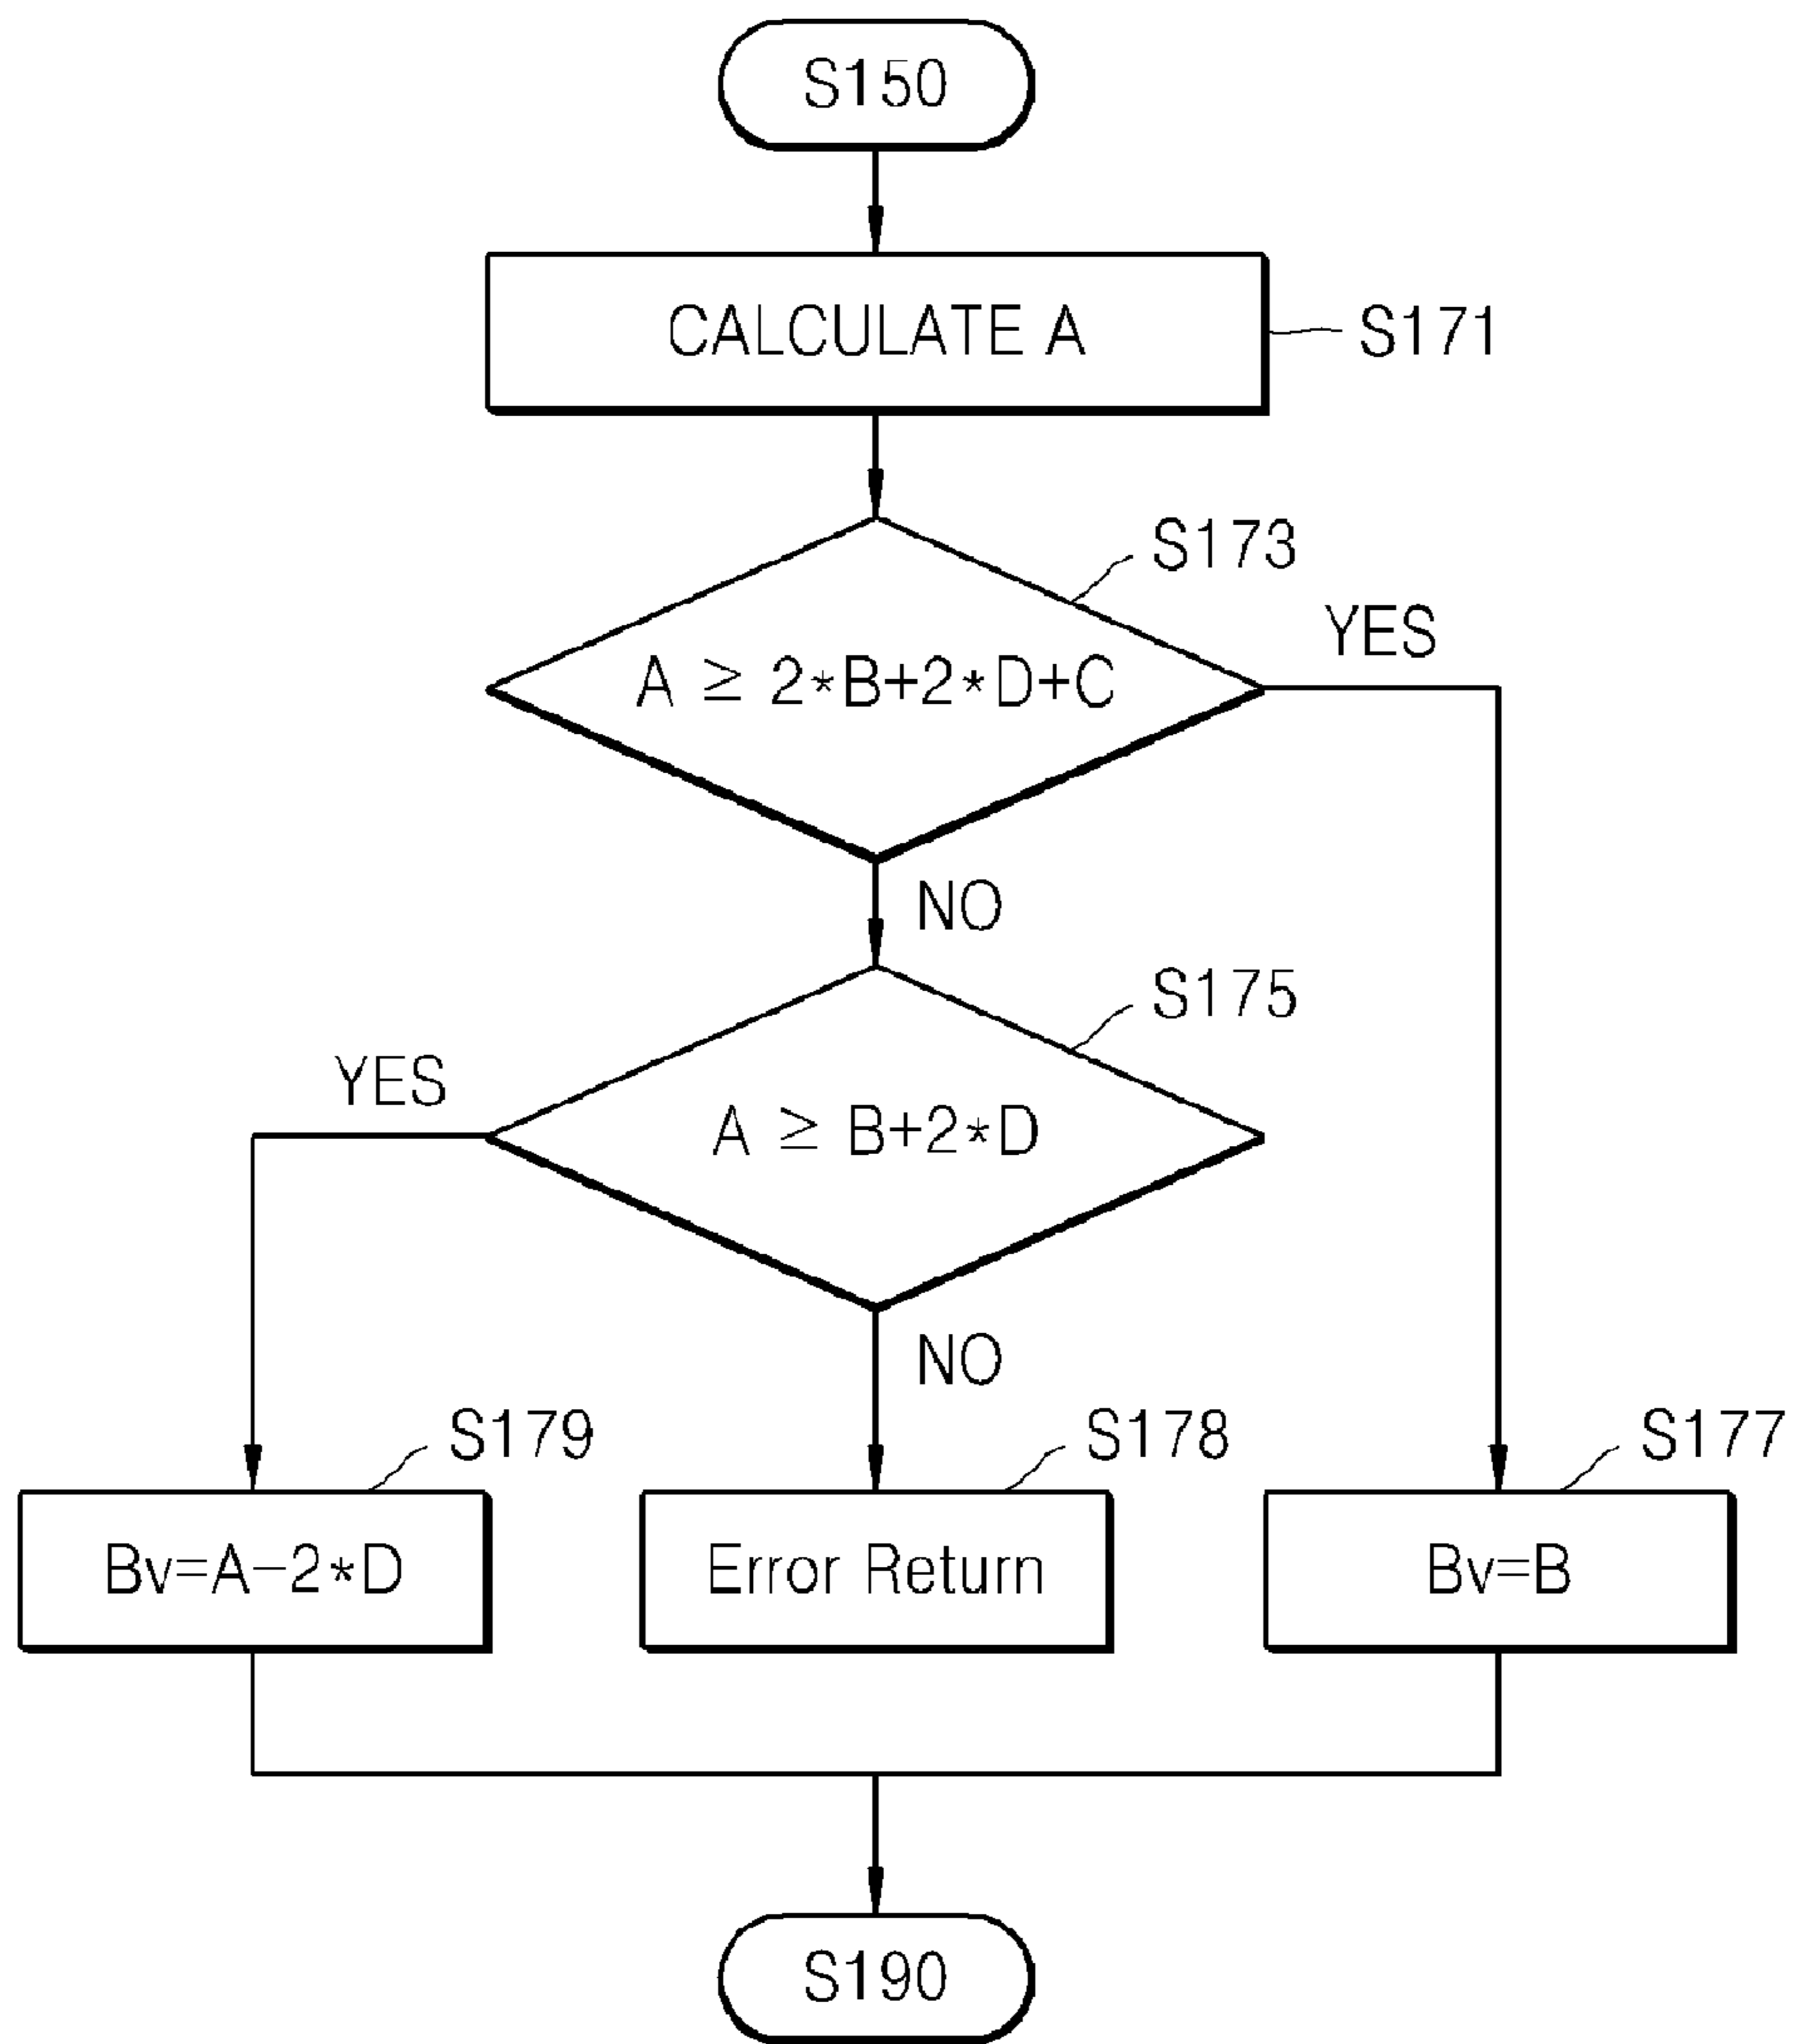 S150
CALCULATE A
S171
S173
YES
A ≥ 2*B+2*D+C
NO
S175
YES
A ≥ B+2*D
NO
S179
S178
S177
Bv=A-2*D
Error Return
Bv=B
S190